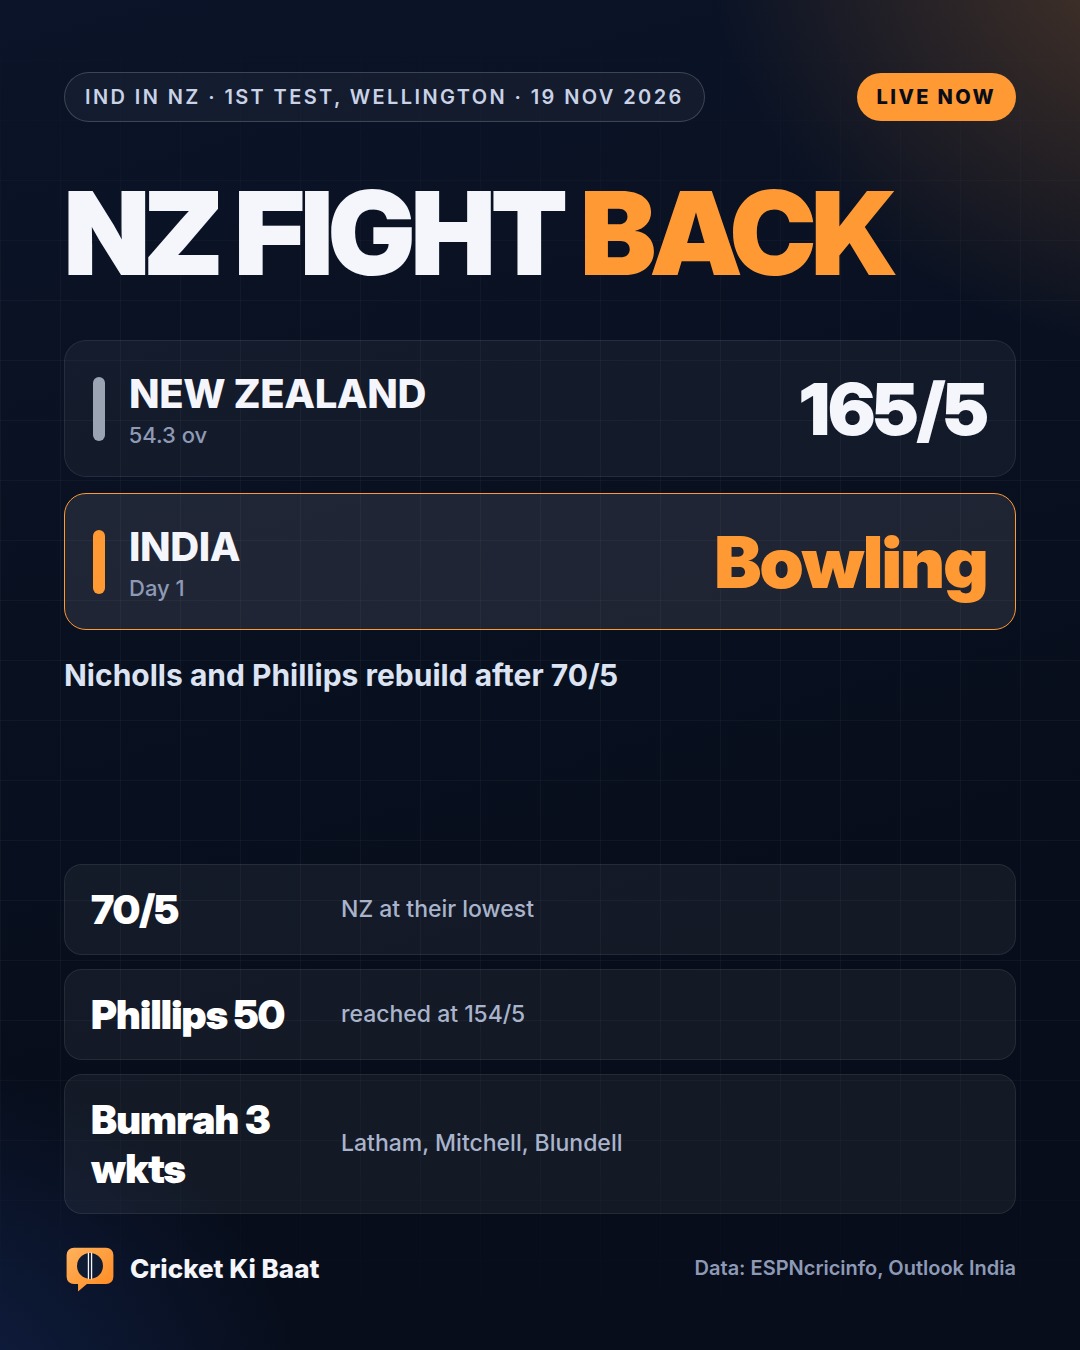 IND IN NZ · 1ST TEST, WELLINGTON · 19 NOV 2026
LIVE NOW
NZ FIGHT BACK
NEW ZEALAND
54.3 ov
165/5
INDIA
Day 1
Bowling
Nicholls and Phillips rebuild after 70/5
70/5
NZ at their lowest
Phillips 50
reached at 154/5
Bumrah 3
wkts
Latham, Mitchell, Blundell
Cricket Ki Baat
Data: ESPNcricinfo, Outlook India